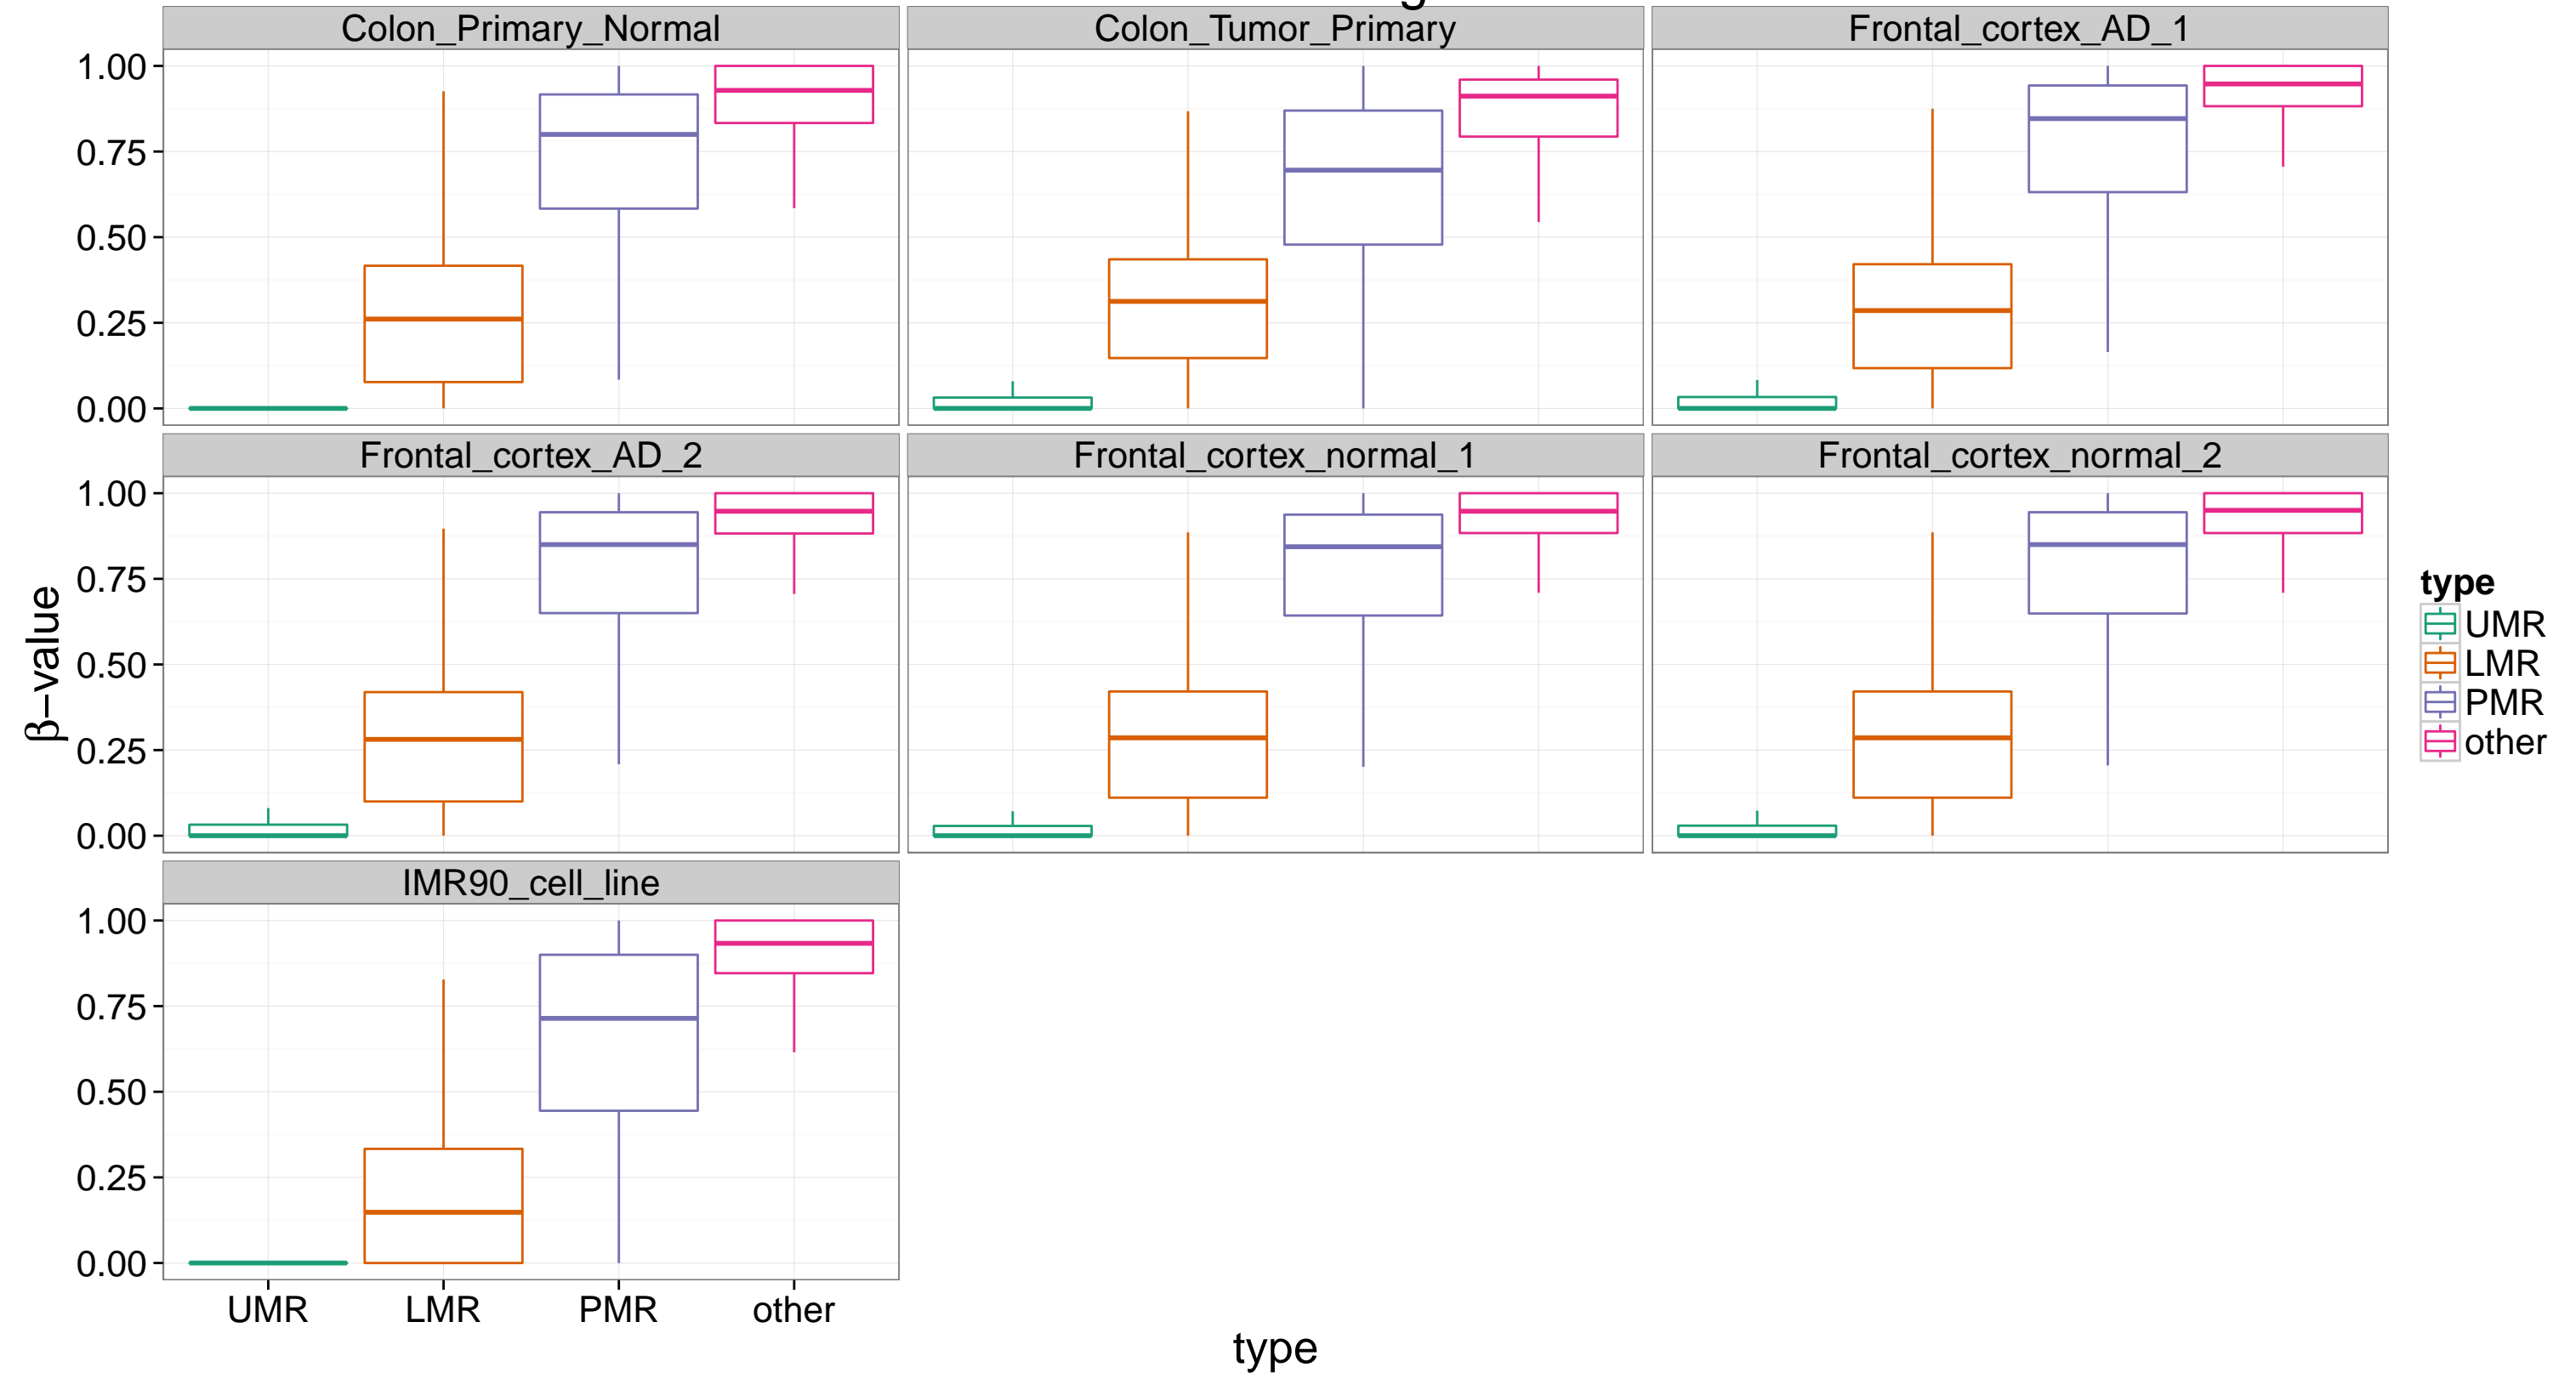 Colon_Primary_Normal
Colon_Tumor_Primary
Frontal_cortex_AD_1
1.00
0.75
0.50
0.25
0.00
Frontal_cortex_AD_2
Frontal_cortex_normal_1
Frontal_cortex_normal_2
1.00
0.75
0.50
0.25
0.00
β−value
IMR90_cell_line
1.00
0.75
0.50
0.25
0.00
UMR LMR PMR other
type
type
UMR
LMR
PMR
other